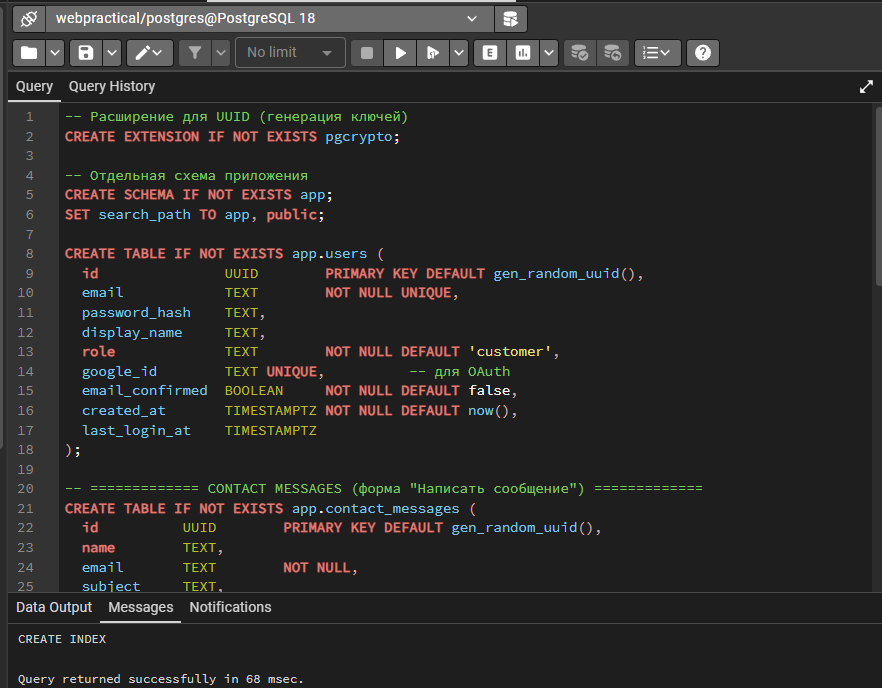 webpractical/postgres@PostgreSQL 18
No limit
E
Query Query History
1 -- Расширение для UUID (генерация ключей)
2 CREATE EXTENSION IF NOT EXISTS pgcrypto;
3
4 -- Отдельная схема приложения
5 CREATE SCHEMA IF NOT EXISTS app;
6 SET search_path TO app, public;
7
8 CREATE TABLE IF NOT EXISTS app.users (
9 id UUID PRIMARY KEY DEFAULT gen_random_uuid(),
10 email TEXT NOT NULL UNIQUE,
11 password_hash TEXT,
12 display_name TEXT,
13 role TEXT NOT NULL DEFAULT 'customer',
14 google_id TEXT UNIQUE, -- для OAuth
15 email_confirmed BOOLEAN NOT NULL DEFAULT false,
16 created_at TIMESTAMPTZ NOT NULL DEFAULT now(),
17 last_login_at TIMESTAMPTZ
18 );
19
20 -- ============= CONTACT MESSAGES (форма "Написать сообщение") =============
21 CREATE TABLE IF NOT EXISTS app.contact_messages (
22 id UUID PRIMARY KEY DEFAULT gen_random_uuid(),
23 name TEXT,
24 email TEXT NOT NULL,
25 subject TEXT,
Data Output Messages Notifications
CREATE INDEX
Query returned successfully in 68 msec.